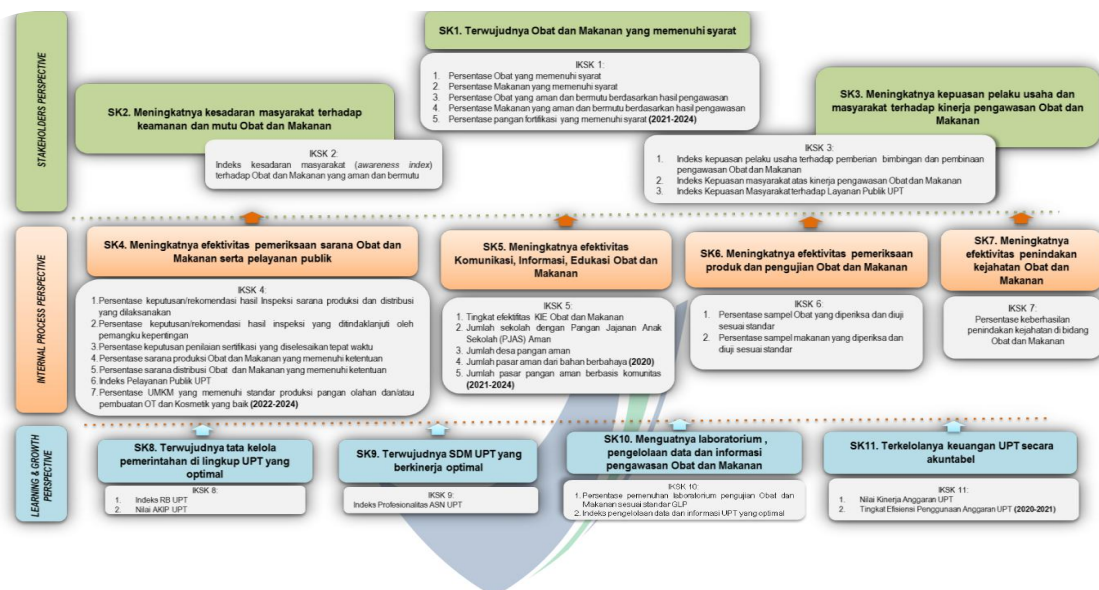 STAKEHOLDERS PERSPECTIVE
SK1. Terwujudnya Obat dan Makanan yang memenuhi syarat
IKSK 1:
1. Persentase Obat yang memenuhi syarat
2. Persentase Makanan yang memenuhi syarat
3. Persentase Obat yang aman dan bermutu berdasarkan hasil pengawasan
4. Persentase Makanan yang aman dan bermutu berdasarkan hasil pengawasan
5. Persentase pangan fortifikasi yang memenuhi syarat (2021-2024)
SK2. Meningkatnya kesadaran masyarakat terhadap
keamanan dan mutu Obat dan Makanan
IKSK 2:
Indeks kesadaran masyarakat (awareness index)
terhadap Obat dan Makanan yang aman dan bermutu
SK3. Meningkatnya kepuasan pelaku usaha dan
masyarakat terhadap kinerja pengawasan Obat dan
Makanan
IKSK 3:
1. Indeks kepuasan pelaku usaha terhadap pemberian bimbingan dan pembinaan
pengawasan Obat dan Makanan
2. Indeks Kepuasan masyarakat atas kinerja pengawasan Obat dan Makanan
3. Indeks Kepuasan Masyarakat terhadap Layanan Publik UPT
INTERNAL PROCESS PERSPECTIVE
SK4. Meningkatnya efektivitas pemeriksaan sarana Obat dan
Makanan serta pelayanan publik
IKSK 4:
1.Persentase keputusan/rekomendasi hasil Inspeksi sarana produksi dan distribusi
yang dilaksanakan
2.Persentase keputusan/rekomendasi hasil inspeksi yang ditindaklanjuti oleh
pemangku kepentingan
3.Persentase keputusan penilaian sertifikasi yang diselesaikan tepat waktu
4.Persentase sarana produksi Obat dan Makanan yang memenuhi ketentuan
5.Persentase sarana distribusi Obat dan Makanan yang memenuhi ketentuan
6.Indeks Pelayanan Publik UPT
7.Persentase UMKM yang memenuhi standar produksi pangan olahan dan/atau
pembuatan OT dan Kosmetik yang baik (2022-2024)
SK5. Meningkatnya efektivitas
Komunikasi, Informasi, Edukasi Obat dan
Makanan
IKSK 5:
1. Tingkat efektifitas KIE Obat dan Makanan
2. Jumlah sekolah dengan Pangan Jajanan Anak
Sekolah (PJAS) Aman
3. Jumlah desa pangan aman
4. Jumlah pasar aman dari bahan berbahaya (2020)
5. Jumlah pasar pangan aman berbasis komunitas
(2021-2024)
SK6. Meningkatnya efektivitas pemeriksaan
produk dan pengujian Obat dan Makanan
IKSK 6:
1. Persentase sampel Obat yang diperiksa dan diuji
sesuai standar
2. Persentase sampel makanan yang diperiksa dan
diuji sesuai standar
SK7. Meningkatnya
efektivitas penindakan
kejahatan Obat dan
Makanan
IKSK 7:
Persentase keberhasilan
penindakan kejahatan di bidang
Obat dan Makanan
LEARNING & GROWTH
PERSPECTIVE
SK8. Terwujudnya tata kelola
pemerintahan di lingkup UPT yang
optimal
IKSK 8:
1. Indeks RB UPT
2. Nilai AKIP UPT
SK9. Terwujudnya SDM UPT yang
berkinerja optimal
IKSK 9:
Indeks Profesionalitas ASN UPT
SK10. Menguatnya laboratorium ,
pengelolaan data dan informasi
pengawasan Obat dan Makanan
IKSK 10:
1. Persentase pemenuhan laboratorium pengujian Obat dan
Makanan sesuai standar GLP
2. Indeks pengelolaan data dan informasi UPT yang optimal
SK11. Terkelolanya keuangan UPT secara
akuntabel
IKSK 11:
1. Nilai Kinerja Anggaran UPT
2. Tingkat Efisiensi Penggunaan Anggaran UPT (2020-2021)